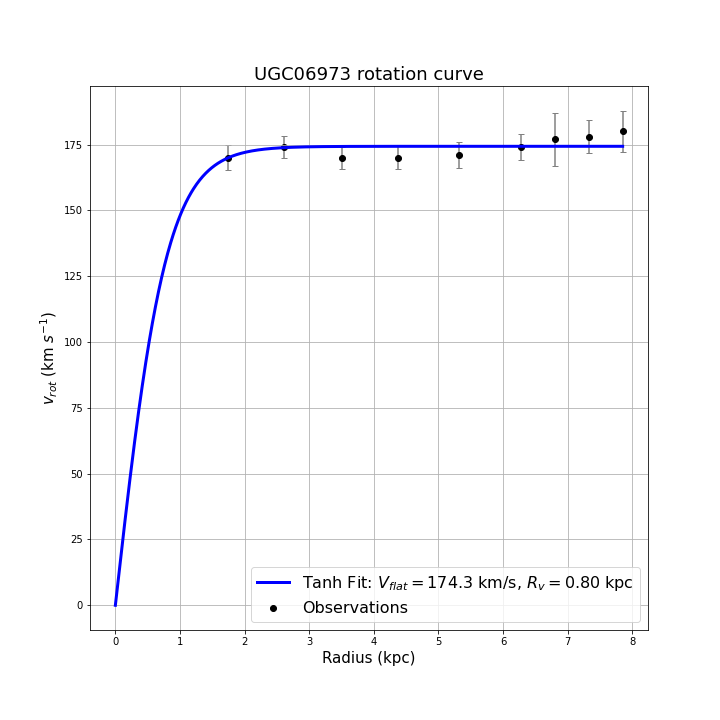 UGC06973 rotation curve
175
150
125
100
75
50
25
0
v_rot (km s⁻¹)
0 1 2 3 4 5 6 7 8
Radius (kpc)
Tanh Fit: V_flat = 174.3 km/s, R_v = 0.80 kpc
Observations